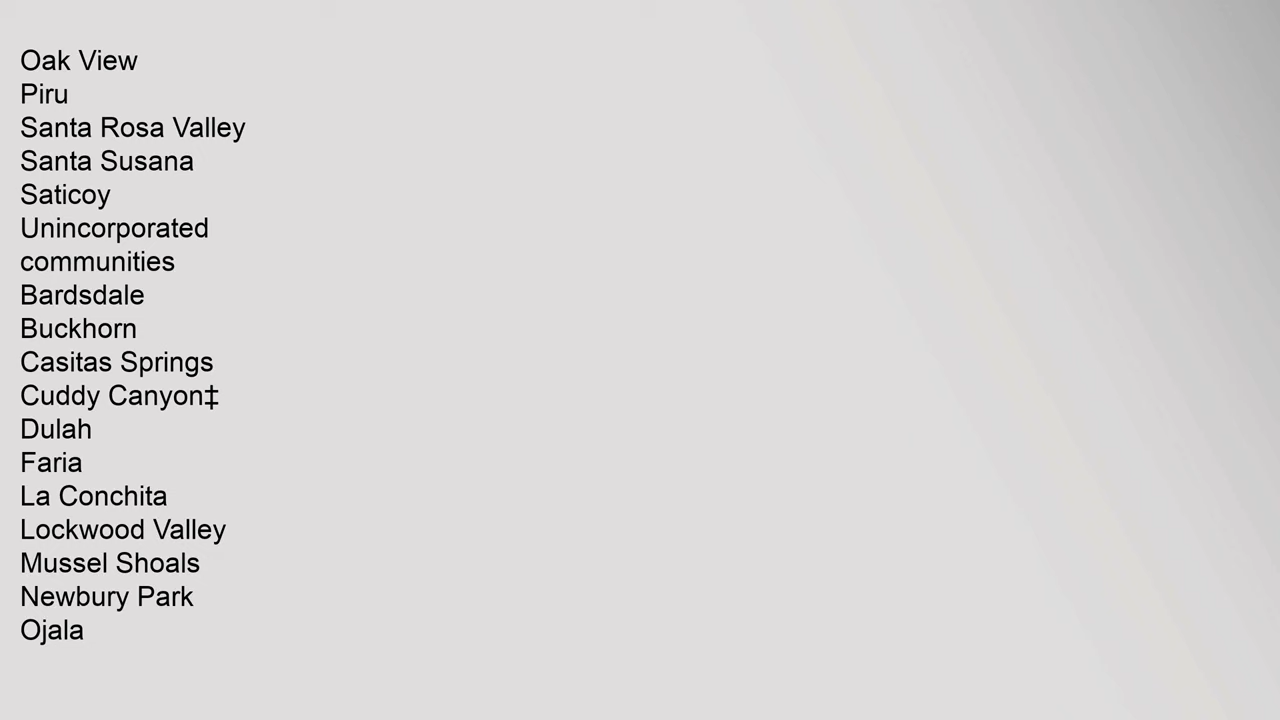 Oak View
Piru
Santa Rosa Valley
Santa Susana
Saticoy
Unincorporated
communities
Bardsdale
Buckhorn
Casitas Springs
Cuddy Canyon‡
Dulah
Faria
La Conchita
Lockwood Valley
Mussel Shoals
Newbury Park
Ojala